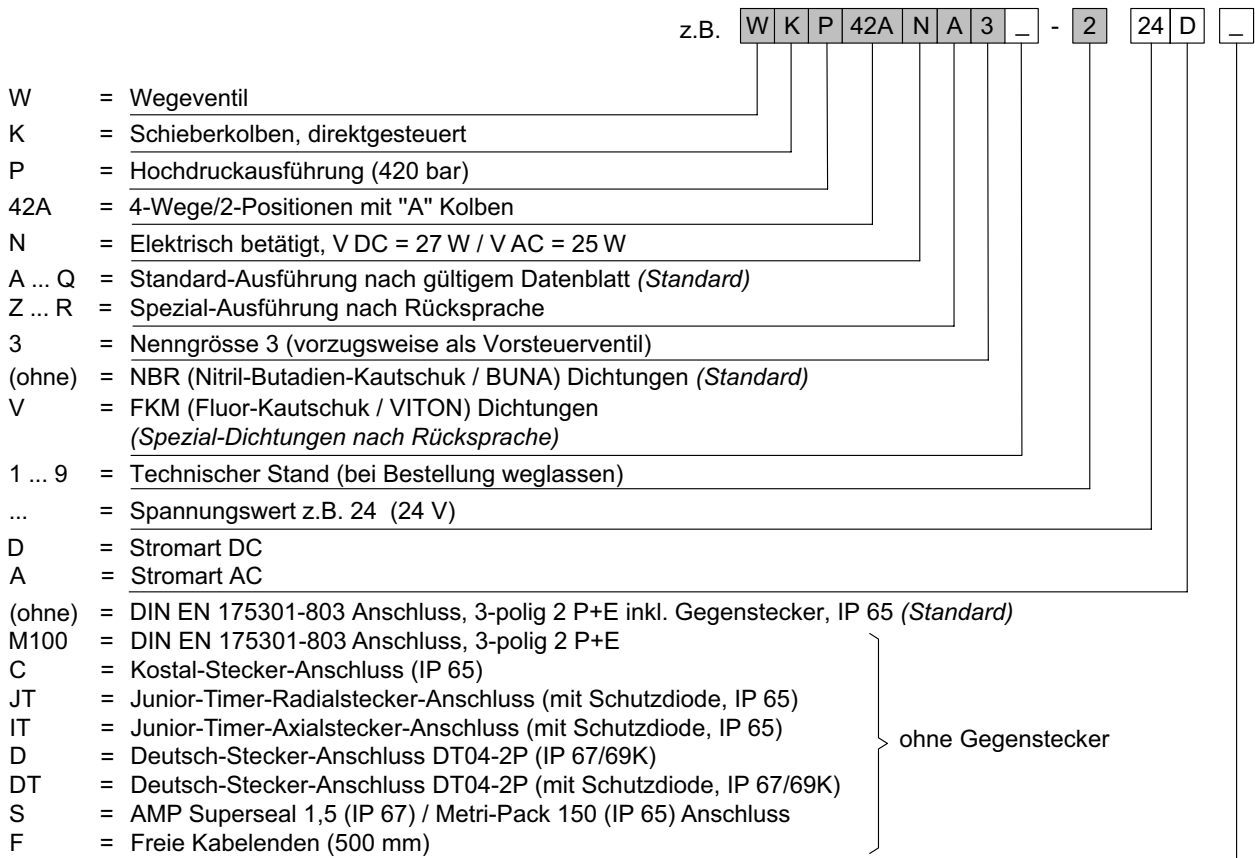 z.B. W K P 42A N A 3 _ - 2 24 D _
W = Wegeventil
K = Schieberkolben, direktgesteuert
P = Hochdruckausführung (420 bar)
42A = 4-Wege/2-Positionen mit "A" Kolben
N = Elektrisch betätigt, V DC = 27 W / V AC = 25 W
A ... Q = Standard-Ausführung nach gültigem Datenblatt (Standard)
Z ... R = Spezial-Ausführung nach Rücksprache
3 = Nenngrösse 3 (vorzugsweise als Vorsteuerventil)
(ohne) = NBR (Nitril-Butadien-Kautschuk / BUNA) Dichtungen (Standard)
V = FKM (Fluor-Kautschuk / VITON) Dichtungen
(Spezial-Dichtungen nach Rücksprache)
1 ... 9 = Technischer Stand (bei Bestellung weglassen)
... = Spannungswert z.B. 24 (24 V)
D = Stromart DC
A = Stromart AC
(ohne) = DIN EN 175301-803 Anschluss, 3-polig 2 P+E inkl. Gegenstecker, IP 65 (Standard)
M100 = DIN EN 175301-803 Anschluss, 3-polig 2 P+E
C = Kostal-Stecker-Anschluss (IP 65)
JT = Junior-Timer-Radialstecker-Anschluss (mit Schutzdiode, IP 65)
IT = Junior-Timer-Axialstecker-Anschluss (mit Schutzdiode, IP 65)
ohne Gegenstecker
D = Deutsch-Stecker-Anschluss DT04-2P (IP 67/69K)
DT = Deutsch-Stecker-Anschluss DT04-2P (mit Schutzdiode, IP 67/69K)
S = AMP Superseal 1,5 (IP 67) / Metri-Pack 150 (IP 65) Anschluss
F = Freie Kabelenden (500 mm)